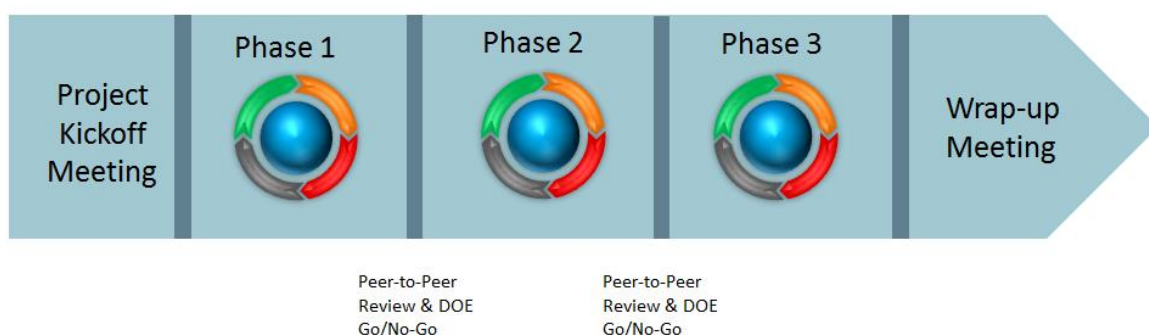 Project
Kickoff
Meeting
Phase 1
Phase 2
Phase 3
Wrap-up
Meeting
Peer-to-Peer
Review & DOE
Go/No-Go
Peer-to-Peer
Review & DOE
Go/No-Go